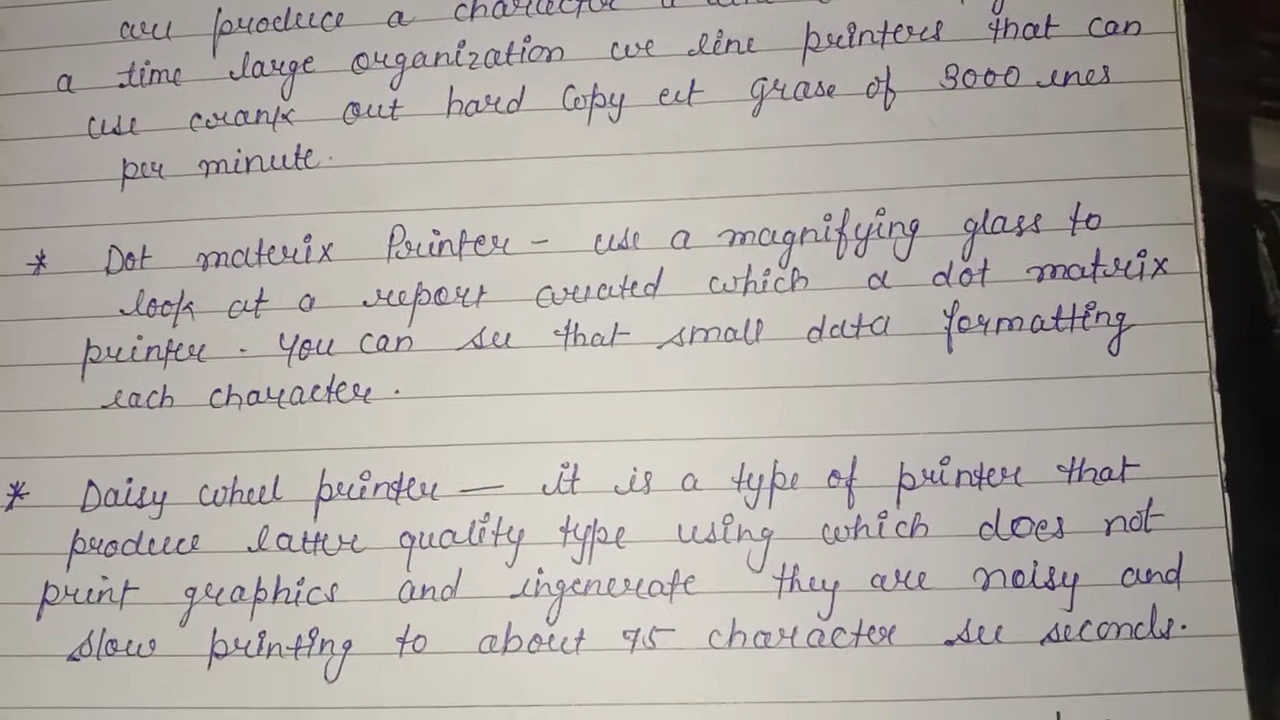 are produce a character a
a time large organization we line printers that can
use crank out hard Copy at grase of 3000 ines
per minute.
* Dot materix Printer - use a magnifying glass to
look at a report creuated which a dot matrix
printer. You can see that small data formatting
each character.
* Daisy wheel printer — it is a type of printer that
produce latter quality type using which does not
print graphics and ingenerate they are noisy and
slow printing to about 75 character see seconds.